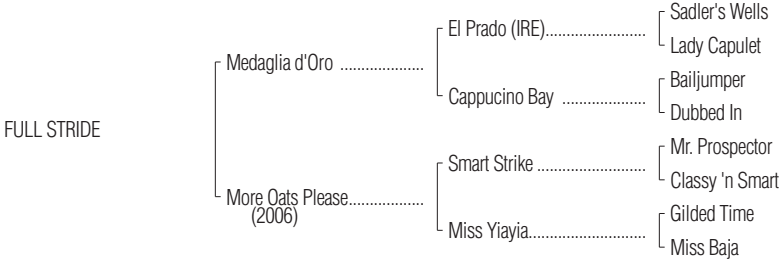 Sadler's Wells
El Prado (IRE)........................
Lady Capulet
Medaglia d'Oro ....................
Bailjumper
Cappucino Bay ....................
Dubbed In
FULL STRIDE
Mr. Prospector
Smart Strike ..........................
Classy 'n Smart
More Oats Please..................
(2006)
Gilded Time
Miss Yiayia............................
Miss Baja